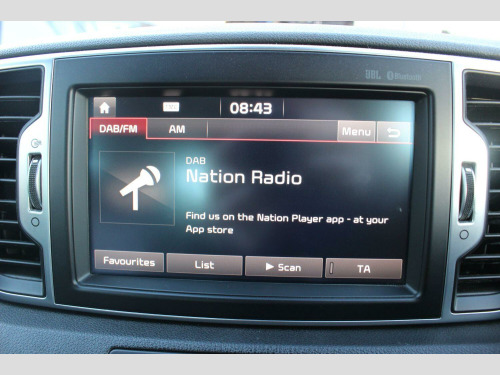 JBL Bluetooth
08:43
DAB/FM AM Menu
DAB
Nation Radio
Find us on the Nation Player app - at your
App store
Favourites List Scan TA